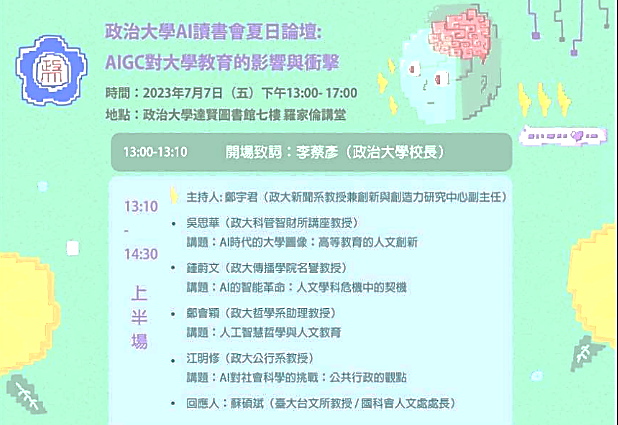 政治大學AI讀書會夏日論壇:
AIGC對大學教育的影響與衝擊
時間：2023年7月7日（五）下午13:00- 17:00
地點：政治大學達賢圖書館七樓 羅家倫講堂
13:00-13:10 開場致詞：李蔡彥（政治大學校長）
13:10
-
14:30
上
半
場
主持人: 鄭宇君（政大新聞系教授兼創新與創造力研究中心副主任）
• 吳思華（政大科管智財所講座教授）
講題：AI時代的大學圖像：高等教育的人文創新
• 鍾蔚文（政大傳播學院名譽教授）
講題：AI的智能革命：人文學科危機中的契機
• 鄭會穎（政大哲學系助理教授）
講題：人工智慧哲學與人文教育
• 江明修（政大公行系教授）
講題：AI對社會科學的挑戰：公共行政的觀點
• 回應人：蘇碩斌（臺大台文所教授 / 國科會人文處處長）